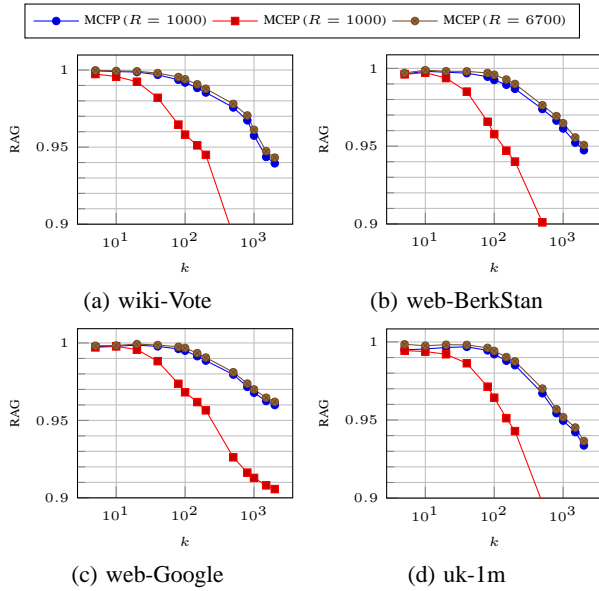 MCFP (R = 1000) MCEP (R = 1000) MCEP (R = 6700)
1
0.95
0.9
RAG
10^1 10^2 10^3
k
(a) wiki-Vote
1
0.95
0.9
RAG
10^1 10^2 10^3
k
(b) web-BerkStan
1
0.95
0.9
RAG
10^1 10^2 10^3
k
(c) web-Google
1
0.95
0.9
RAG
10^1 10^2 10^3
k
(d) uk-1m